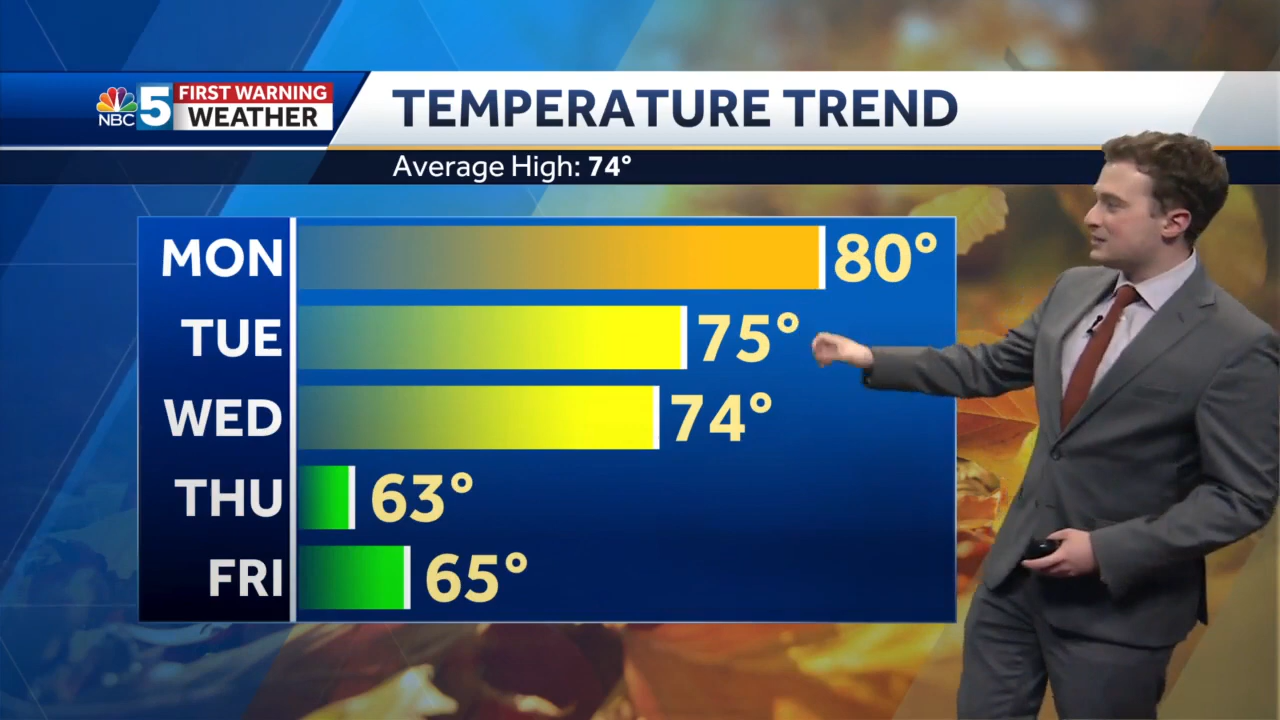 NBC 5 FIRST WARNING
WEATHER
TEMPERATURE TREND
Average High: 74°
MON 80°
TUE 75°
WED 74°
THU 63°
FRI 65°